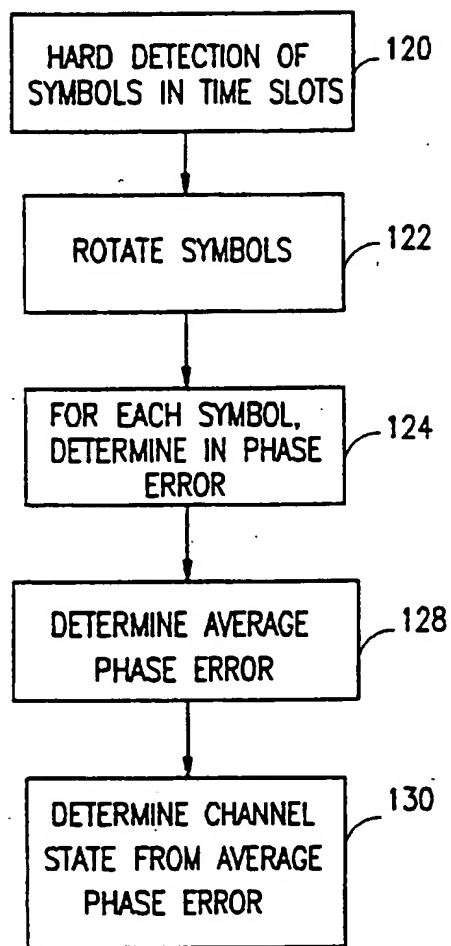 HARD DETECTION OF
SYMBOLS IN TIME SLOTS
120
ROTATE SYMBOLS
122
FOR EACH SYMBOL,
DETERMINE IN PHASE
ERROR
124
DETERMINE AVERAGE
PHASE ERROR
128
DETERMINE CHANNEL
STATE FROM AVERAGE
PHASE ERROR
130